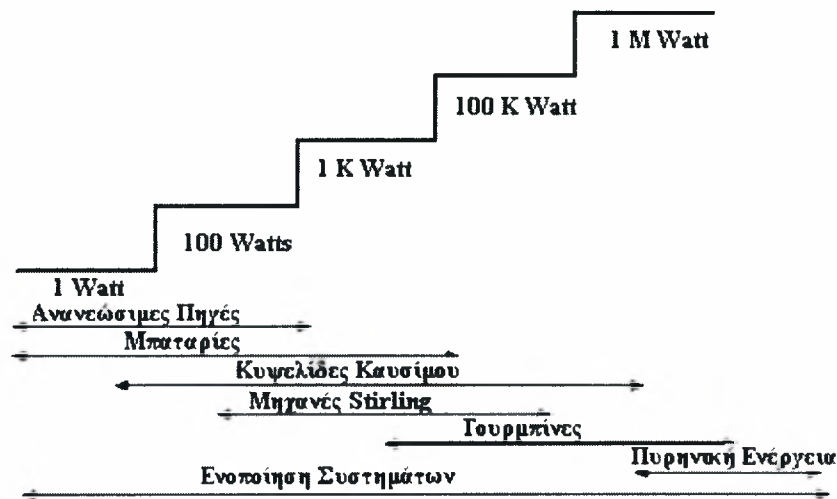 1 M Watt
100 K Watt
1 K Watt
100 Watts
1 Watt
Ανανεώσιμες Πηγές
Μπαταρίες
Κυψελίδες Καυσίμου
Μηχανές Stirling
Τουρμπίνες
Πυρηνική Ενέργεια
Ενοποίηση Συστημάτων